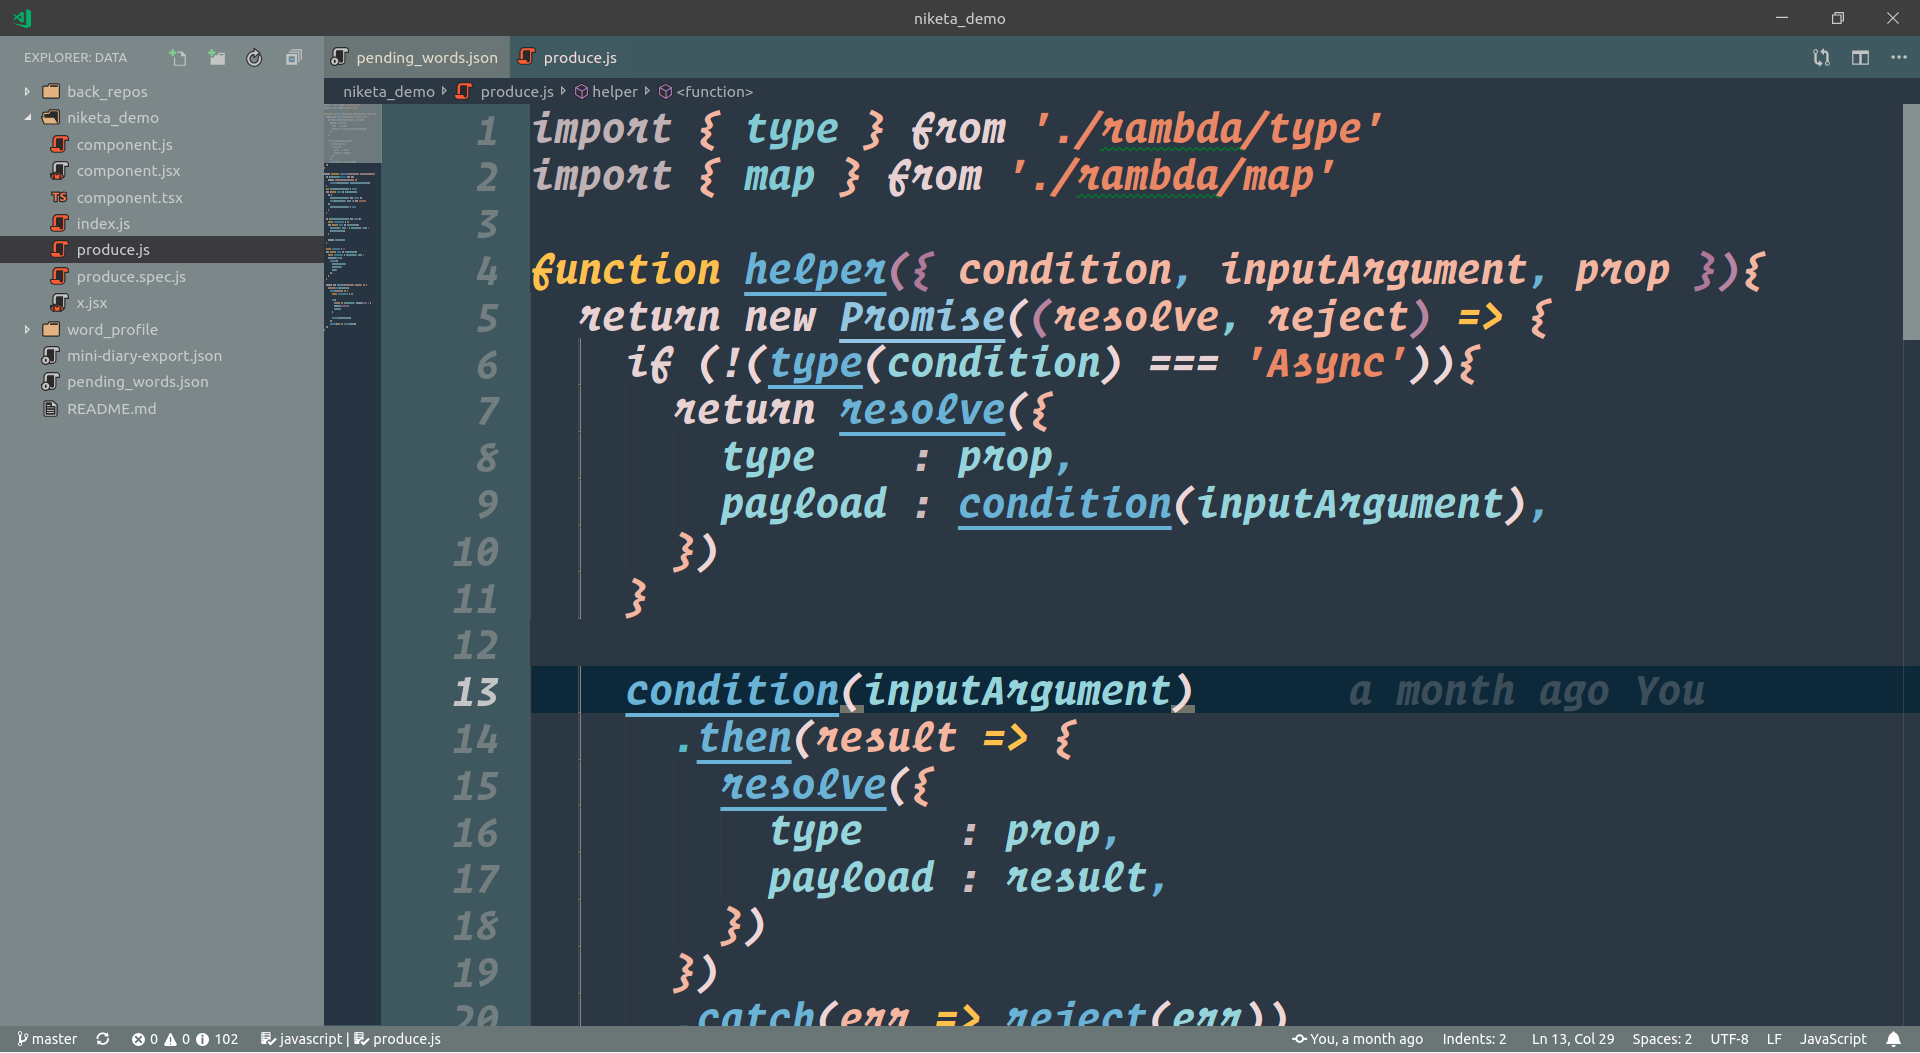 niketa_demo
EXPLORER: DATA
pending_words.json
produce.js
niketa_demo produce.js helper <function>
back_repos
niketa_demo
component.js
component.jsx
TS component.tsx
index.js
produce.js
produce.spec.js
x.jsx
word_profile
mini-diary-export.json
pending_words.json
README.md
1 import { type } from './rambda/type'
2 import { map } from './rambda/map'
3
4 function helper({ condition, inputArgument, prop }){
5 return new Promise((resolve, reject) => {
6 if (!(type(condition) === 'Async')){
7 return resolve({
8 type : prop,
9 payload : condition(inputArgument),
10 })
11 }
12
13 condition(inputArgument) a month ago You
14 .then(result => {
15 resolve({
16 type : prop,
17 payload : result,
18 })
19 })
20 .catch(err => reject(err))
master 0 0 102 javascript | produce.js You, a month ago Indents: 2 Ln 13, Col 29 Spaces: 2 UTF-8 LF JavaScript